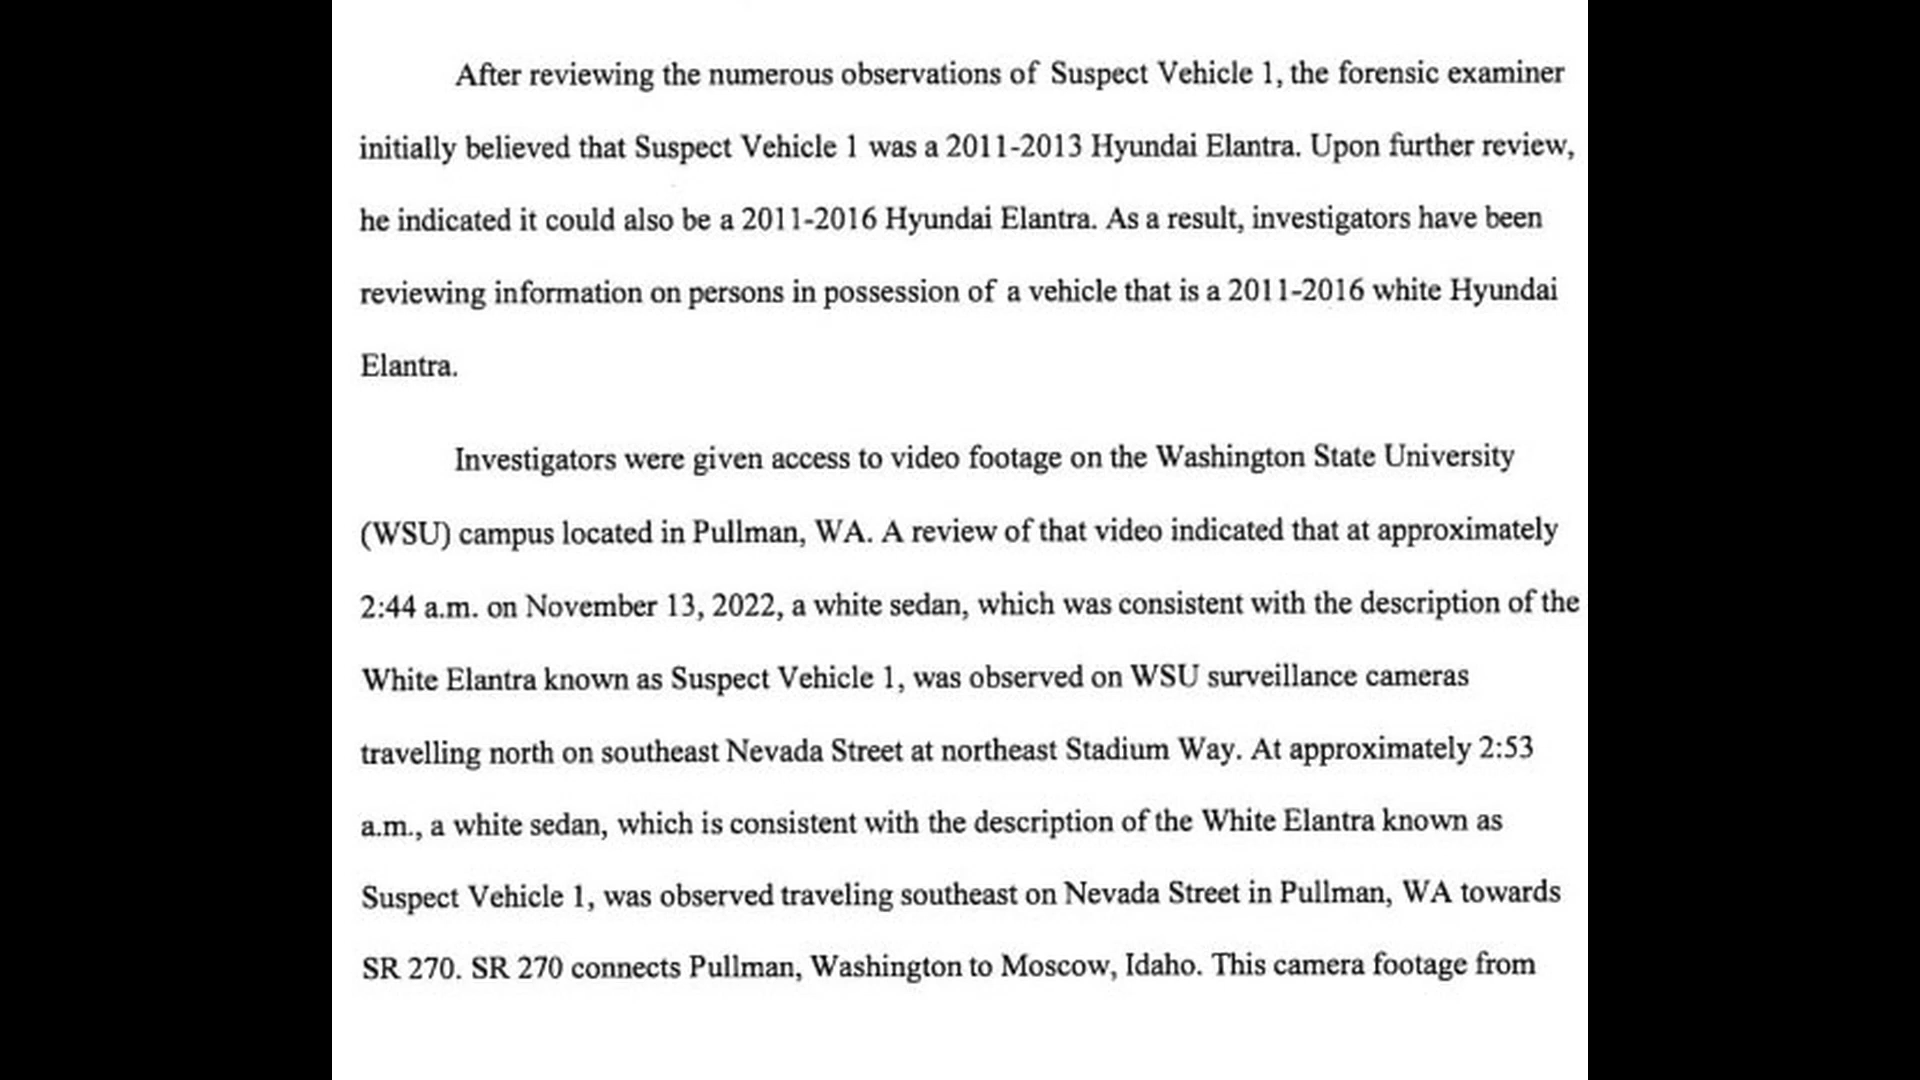 After reviewing the numerous observations of Suspect Vehicle 1, the forensic examiner
initially believed that Suspect Vehicle 1 was a 2011-2013 Hyundai Elantra. Upon further review,
he indicated it could also be a 2011-2016 Hyundai Elantra. As a result, investigators have been
reviewing information on persons in possession of a vehicle that is a 2011-2016 white Hyundai
Elantra.
Investigators were given access to video footage on the Washington State University
(WSU) campus located in Pullman, WA. A review of that video indicated that at approximately
2:44 a.m. on November 13, 2022, a white sedan, which was consistent with the description of the
White Elantra known as Suspect Vehicle 1, was observed on WSU surveillance cameras
travelling north on southeast Nevada Street at northeast Stadium Way. At approximately 2:53
a.m., a white sedan, which is consistent with the description of the White Elantra known as
Suspect Vehicle 1, was observed traveling southeast on Nevada Street in Pullman, WA towards
SR 270. SR 270 connects Pullman, Washington to Moscow, Idaho. This camera footage from